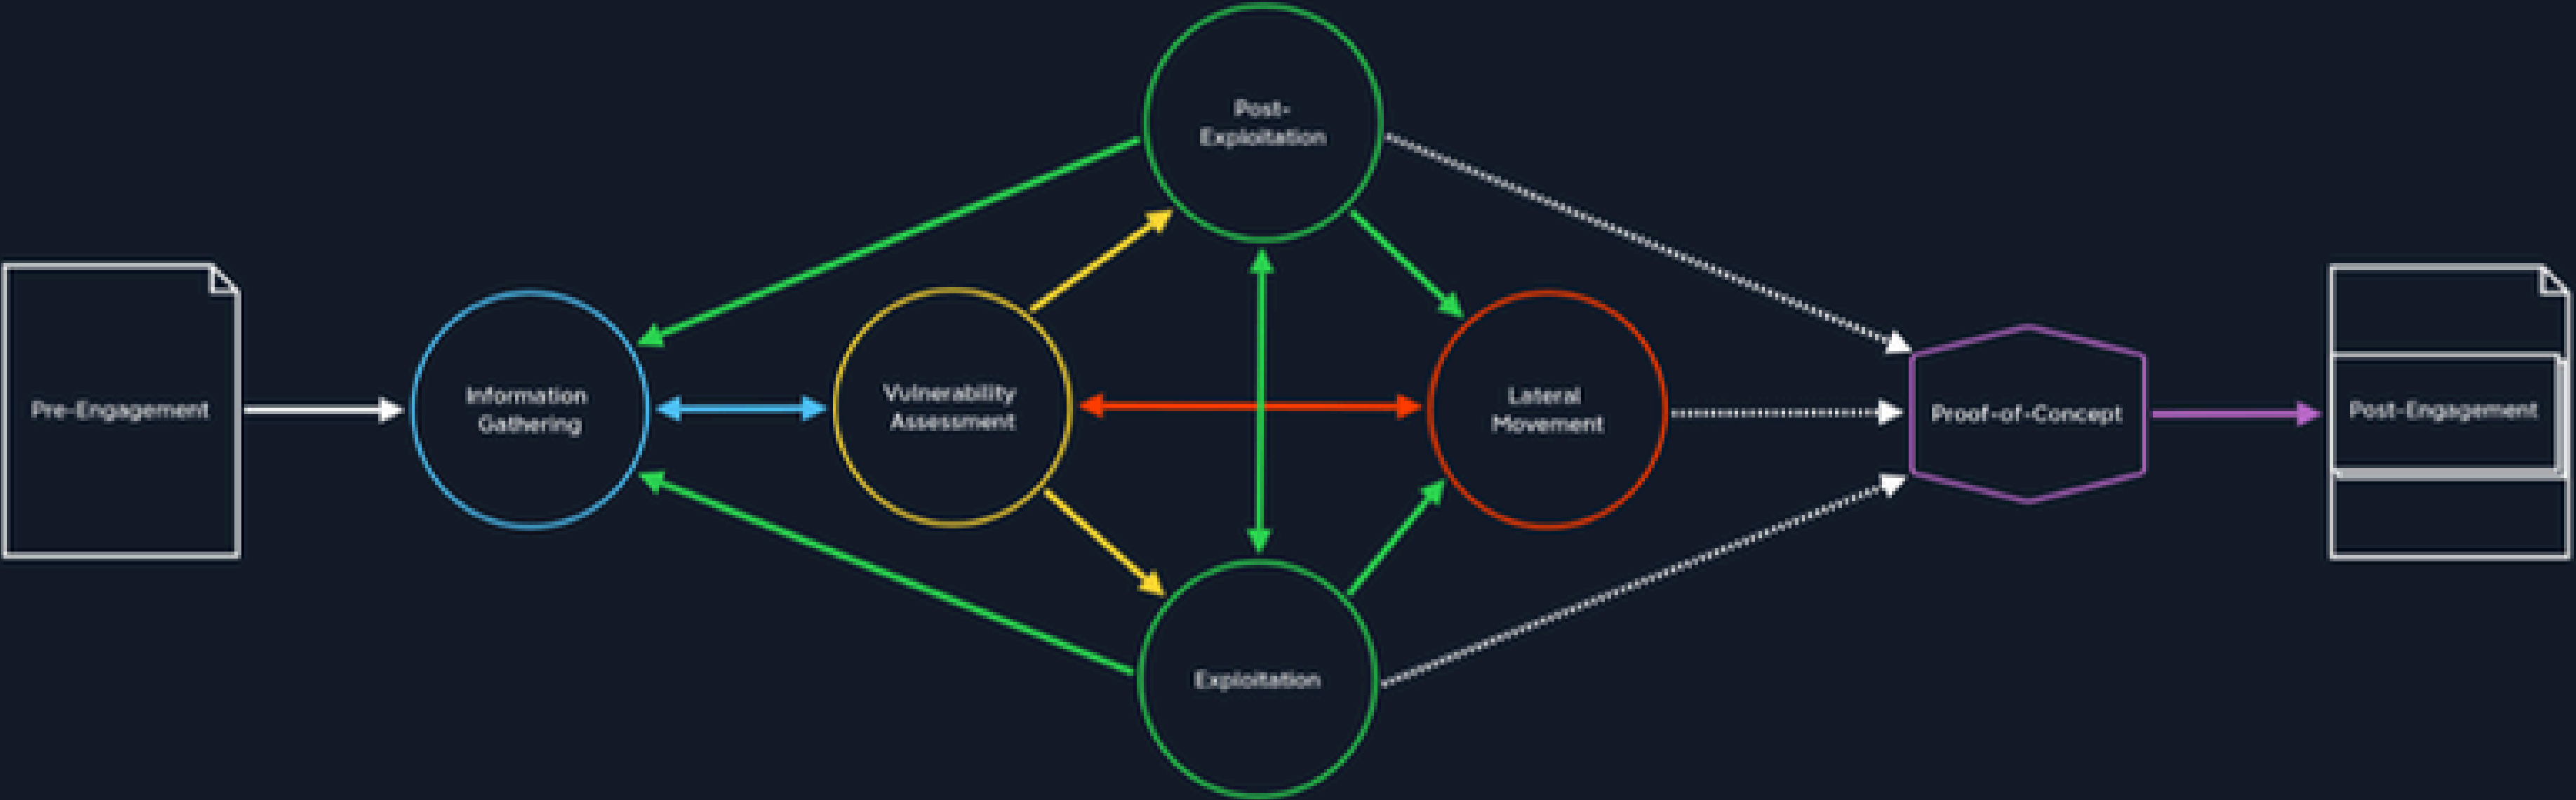 Post-
Exploitation
Pre-Engagement
Information
Gathering
Vulnerability
Assessment
Lateral
Movement
Proof-of-Concept
Post-Engagement
Exploitation